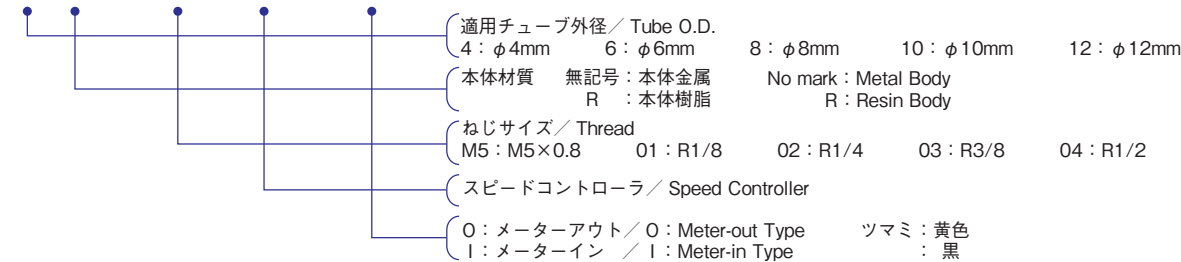 適用チューブ外径／ Tube O.D.
4：φ4mm 6：φ6mm 8：φ8mm 10：φ10mm 12：φ12mm
本体材質 無記号：本体金属 No mark：Metal Body
R ：本体樹脂 R：Resin Body
ねじサイズ／ Thread
M5：M5×0.8 01：R1/8 02：R1/4 03：R3/8 04：R1/2
スピードコントローラ／ Speed Controller
O：メーターアウト／ O：Meter-out Type ツマミ：黄色
I：メーターイン ／ I：Meter-in Type ：黒